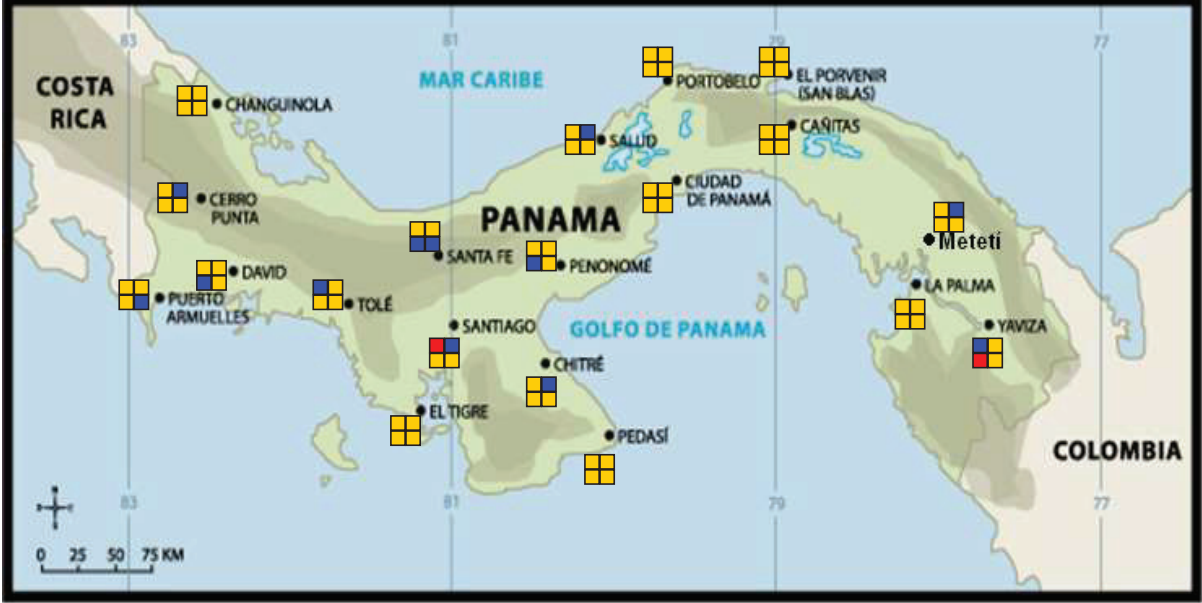 83
81
79
77
COSTA
RICA
MAR CARIBE
PORTOBELO
EL PORVENIR
(SAN BLAS)
CHANGUINOLA
SALUD
CAÑITAS
CERRO
PUNTA
CIUDAD
DE PANAMÁ
PANAMA
Metetí
SANTA FE
PENONOMÉ
DAVID
LA PALMA
PUERTO
ARMUELLES
TOLÉ
SANTIAGO
GOLFO DE PANAMA
YAVIZA
CHITRÉ
EL TIGRE
PEDASÍ
COLOMBIA
83
81
79
77
0 25 50 75 KM